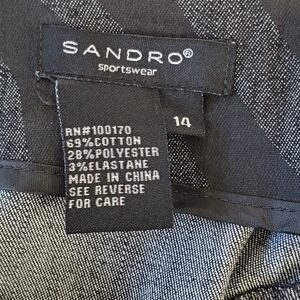 SANDRO®
sportswear
14
RN#100170
69%COTTON
28%POLYESTER
3%ELASTANE
MADE IN CHINA
SEE REVERSE
FOR CARE